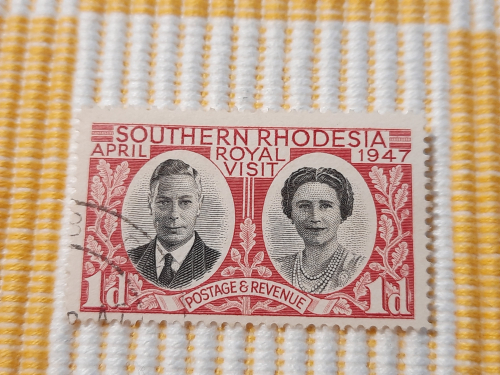 SOUTHERN RHODESIA
APRIL ROYAL 1947
VISIT
POSTAGE & REVENUE
1d 1d